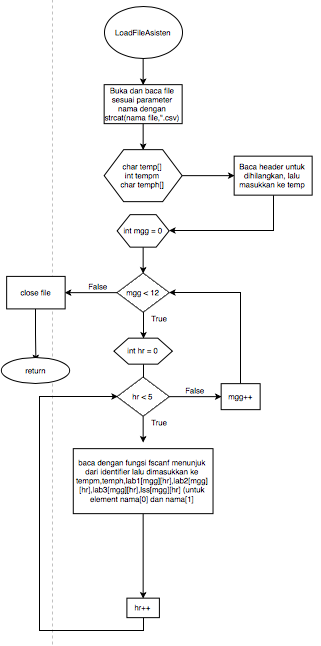 LoadFileAsisten
Buka dan baca file
sesuai parameter
nama dengan
strcat(nama file,".csv)
char temp[]
int tempm
char temph[]
Baca header untuk
dihilangkan, lalu
masukkan ke temp
int mgg = 0
close file
False
mgg < 12
True
return
int hr = 0
hr < 5
False
mgg++
True
baca dengan fungsi fscanf menunjuk
dari identifier lalu dimasukkan ke
tempm,temph,lab1[mgg][hr],lab2[mgg]
[hr],lab3[mgg][hr],lss[mgg][hr] (untuk
element nama[0] dan nama[1]
hr++